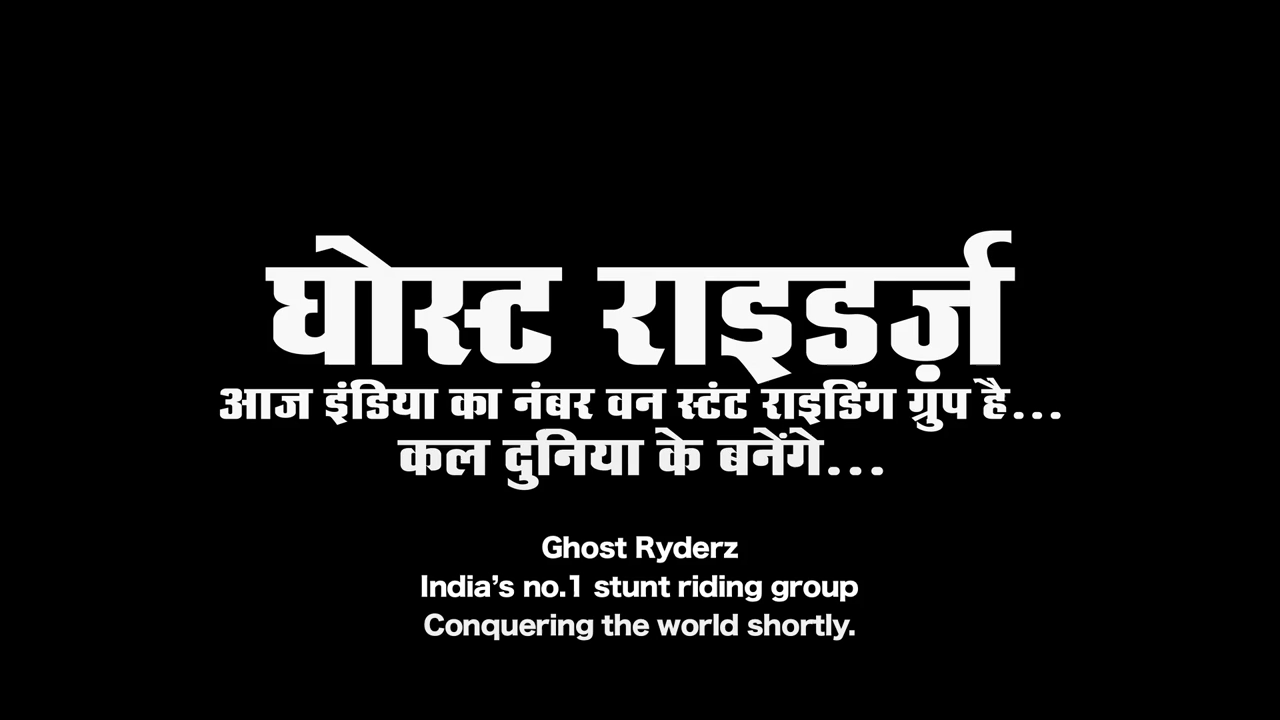 घोस्ट राइडर्ज़
आज इंडिया का नंबर वन स्टंट राइडिंग ग्रुप है...
कल दुनिया के बनेंगे...
Ghost Ryderz
India’s no.1 stunt riding group
Conquering the world shortly.